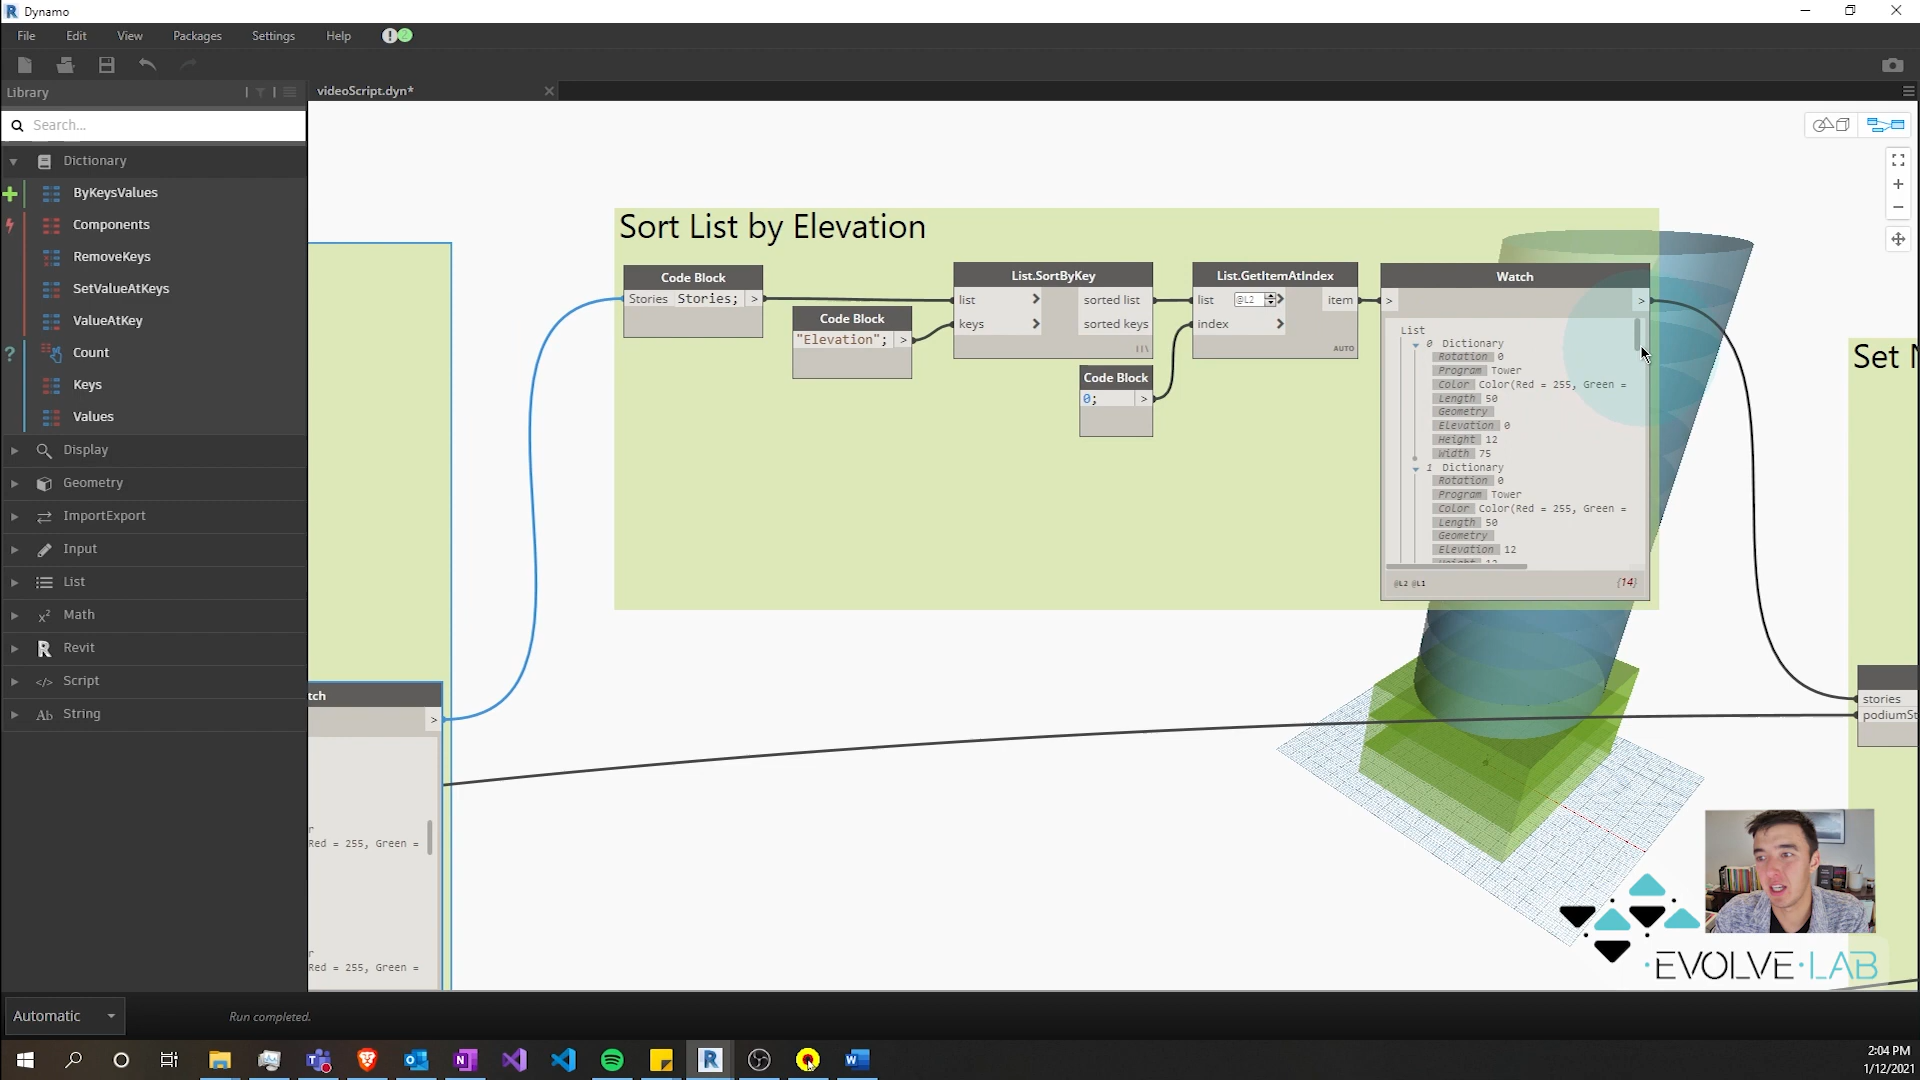 Dynamo
File Edit View Packages Settings Help
Library
videoScript.dyn*
Search...
Dictionary
ByKeysValues
Components
RemoveKeys
SetValueAtKeys
ValueAtKey
Count
Keys
Values
Display
Geometry
ImportExport
Input
List
Math
Revit
Script
String
Sort List by Elevation
Code Block
Stories Stories; >
Code Block
"Elevation"; >
List.SortByKey
list > sorted list
keys > sorted keys
Code Block
0; >
List.GetItemAtIndex
list @L2 > item
index >
AUTO
Watch
> >
List
0 Dictionary
Rotation 0
Program Tower
Color Color(Red = 255, Green =
Length 50
Geometry
Elevation 0
Height 12
Width 75
1 Dictionary
Rotation 0
Program Tower
Color Color(Red = 255, Green =
Length 50
Geometry
Elevation 12
@L2 @L1 {14}
Set N
stories
podiumSt
tch
>
r
Red = 255, Green =
r
Red = 255, Green =
EVOLVE·LAB
Automatic
Run completed.
2:04 PM
1/12/2021